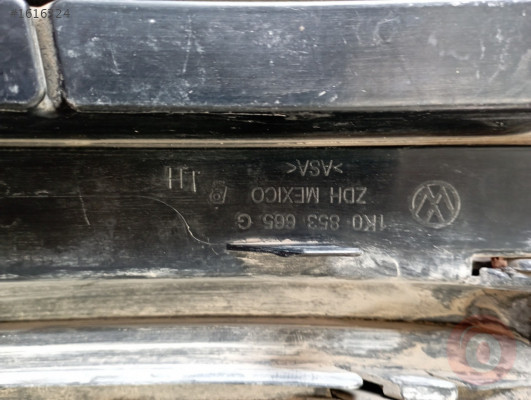 1K0 853 665 G
ZDH MEXICO
>ASA<